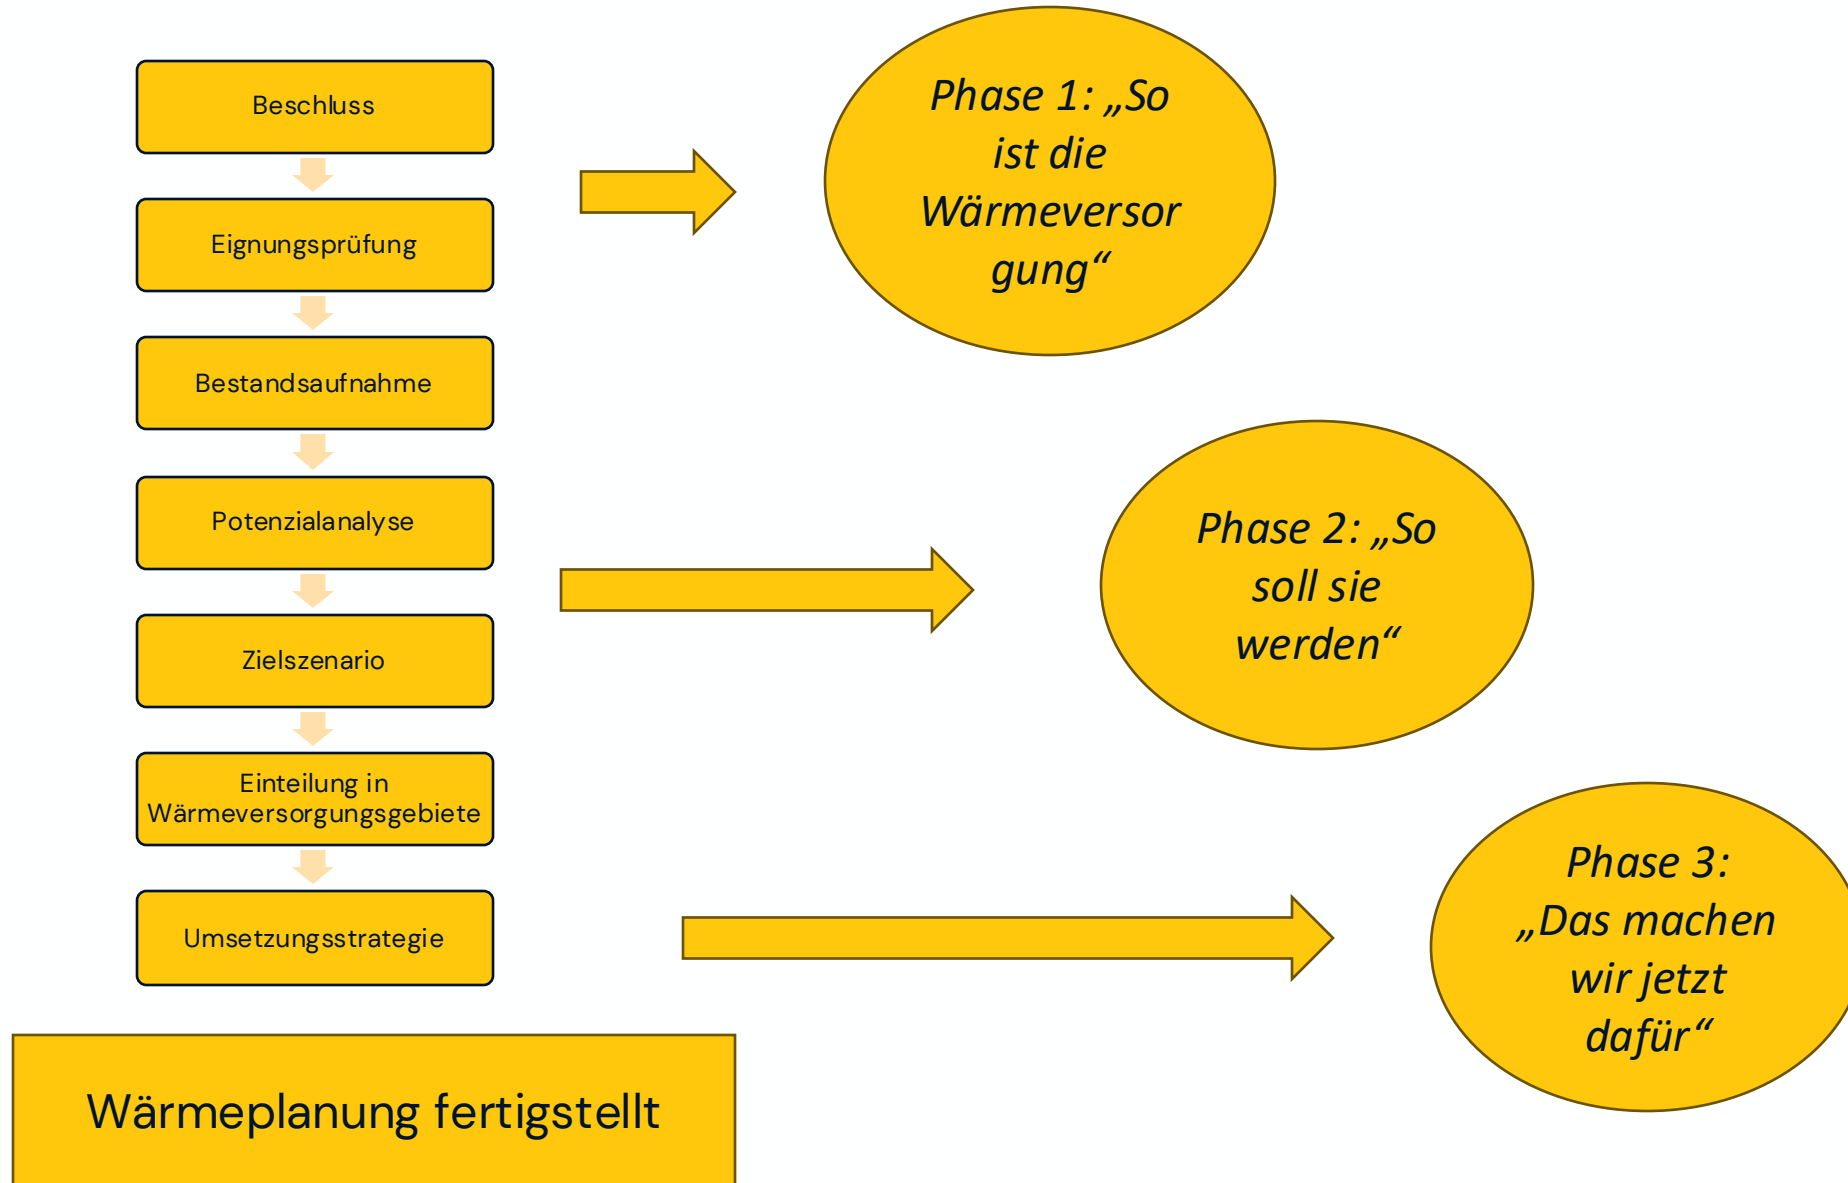 Beschluss
Eignungsprüfung
Bestandsaufnahme
Potenzialanalyse
Zielszenario
Einteilung in
Wärmeversorgungsgebiete
Umsetzungsstrategie
Wärmeplanung fertigstellt
Phase 1: „So
ist die
Wärmeversor
gung“
Phase 2: „So
soll sie
werden“
Phase 3:
„Das machen
wir jetzt
dafür“